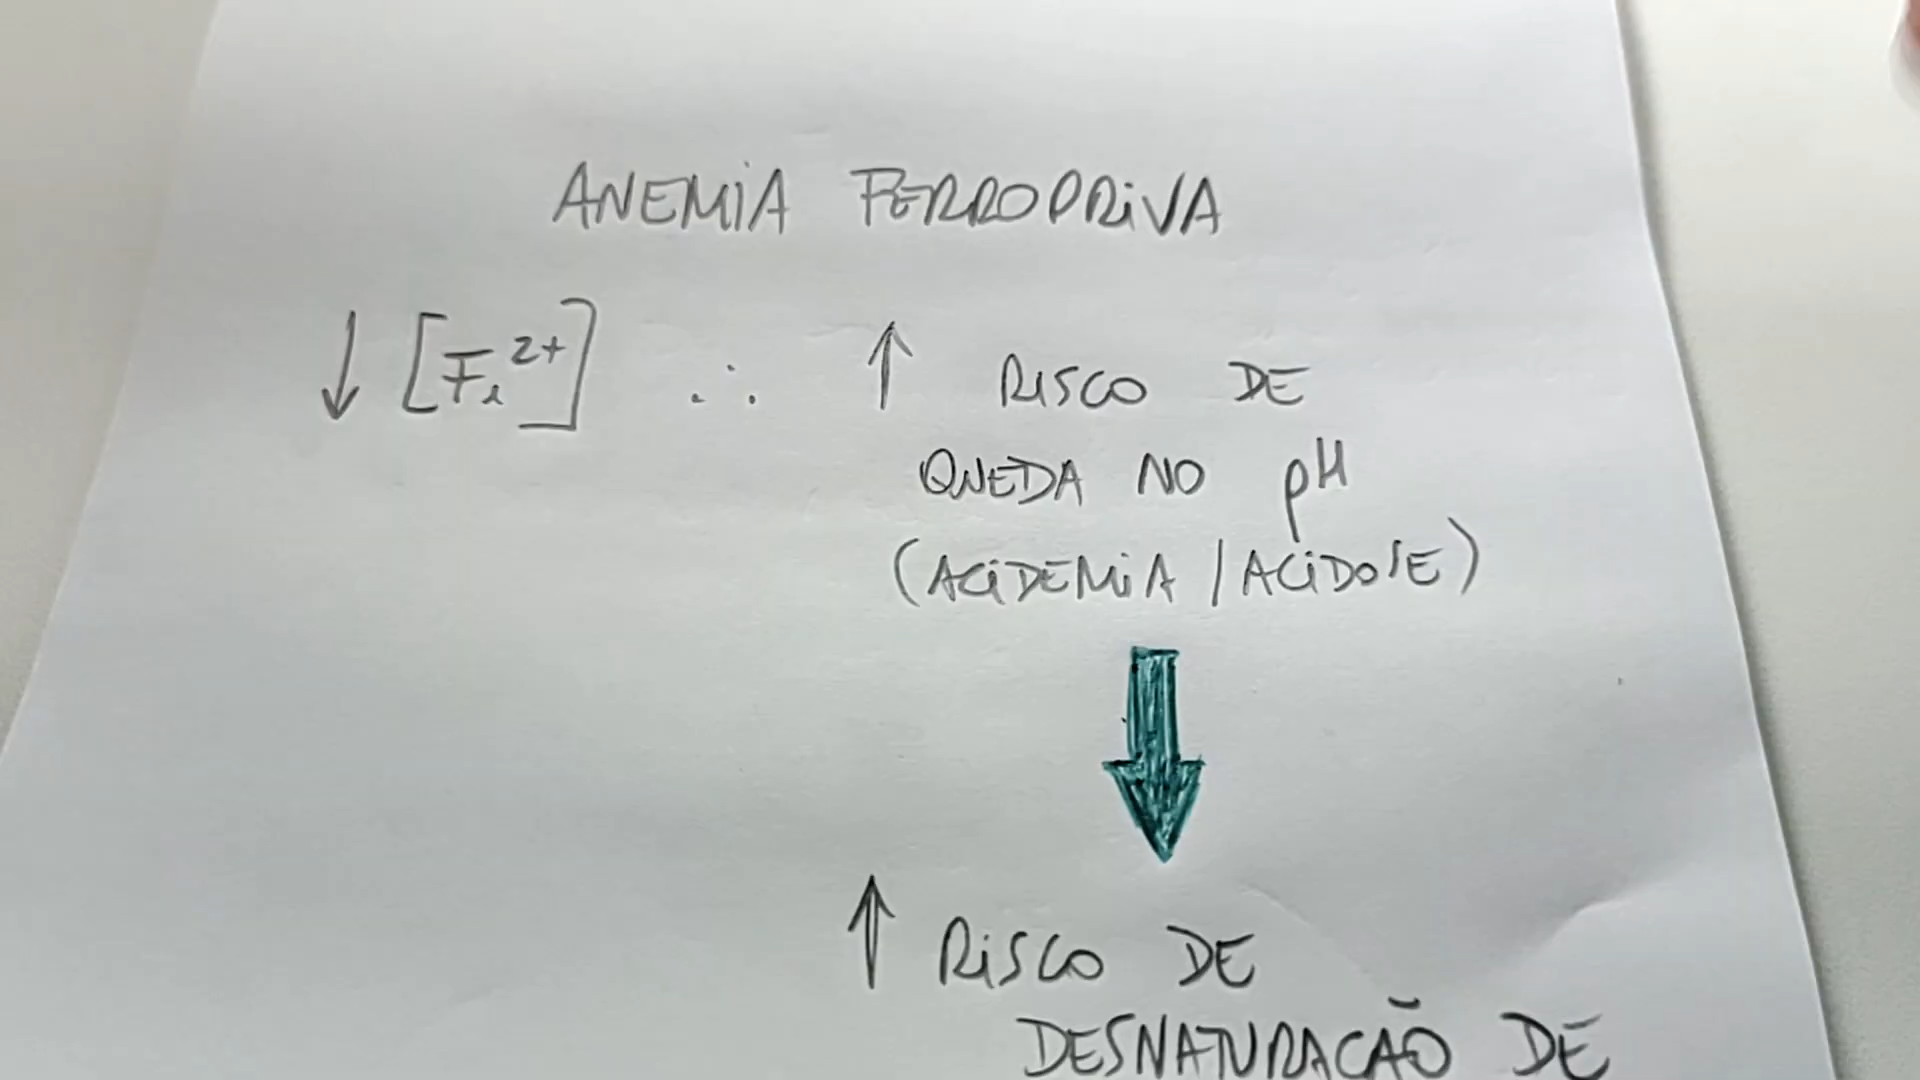 ANEMIA FERROPRIVA
↓ [Fe²⁺] ∴ ↑ RISCO DE
QUEDA NO pH
(ACIDEMIA / ACIDOSE)
↑ RISCO DE
DESNATURAÇÃO DE